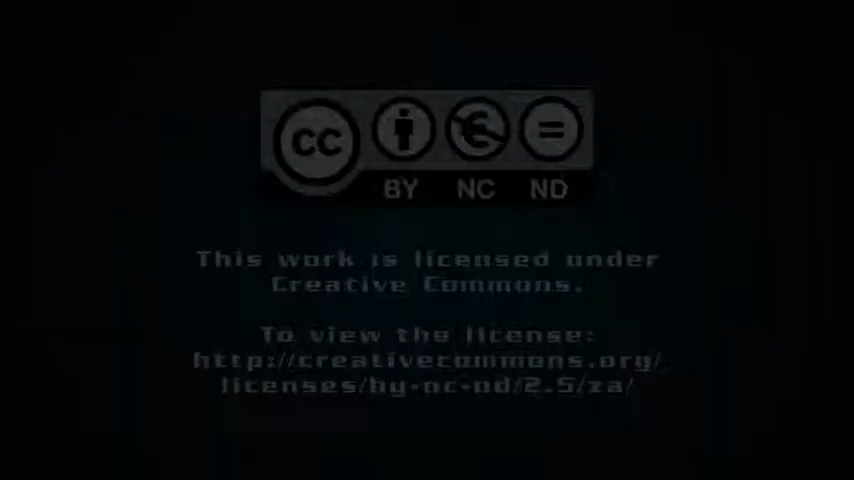 CC
BY NC ND
This work is licensed under
Creative Commons.
To view the license:
http://creativecommons.org/
licenses/by-nc-nd/2.5/za/